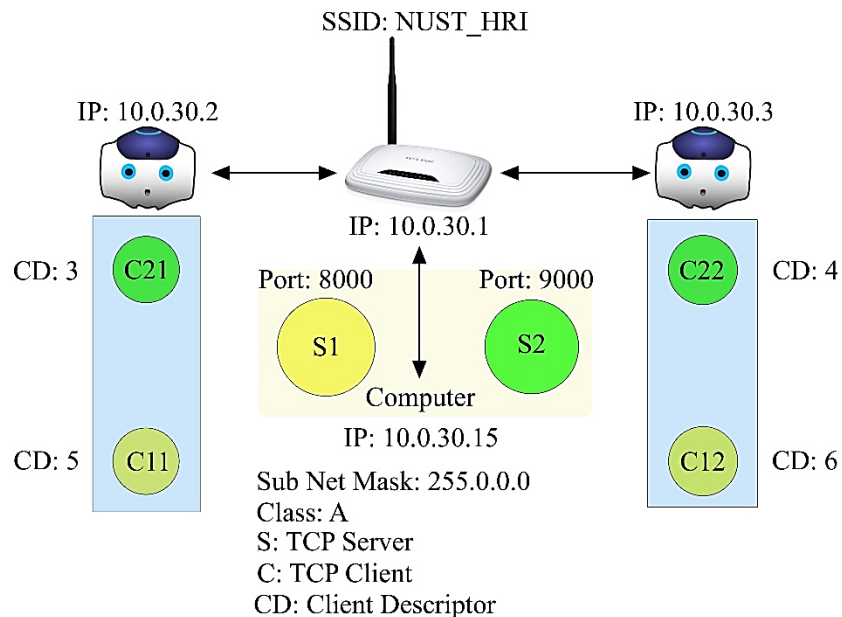 SSID: NUST_HRI
IP: 10.0.30.2
IP: 10.0.30.3
IP: 10.0.30.1
CD: 3
C21
Port: 8000
Port: 9000
C22
CD: 4
S1
S2
Computer
IP: 10.0.30.15
CD: 5
C11
C12
CD: 6
Sub Net Mask: 255.0.0.0
Class: A
S: TCP Server
C: TCP Client
CD: Client Descriptor